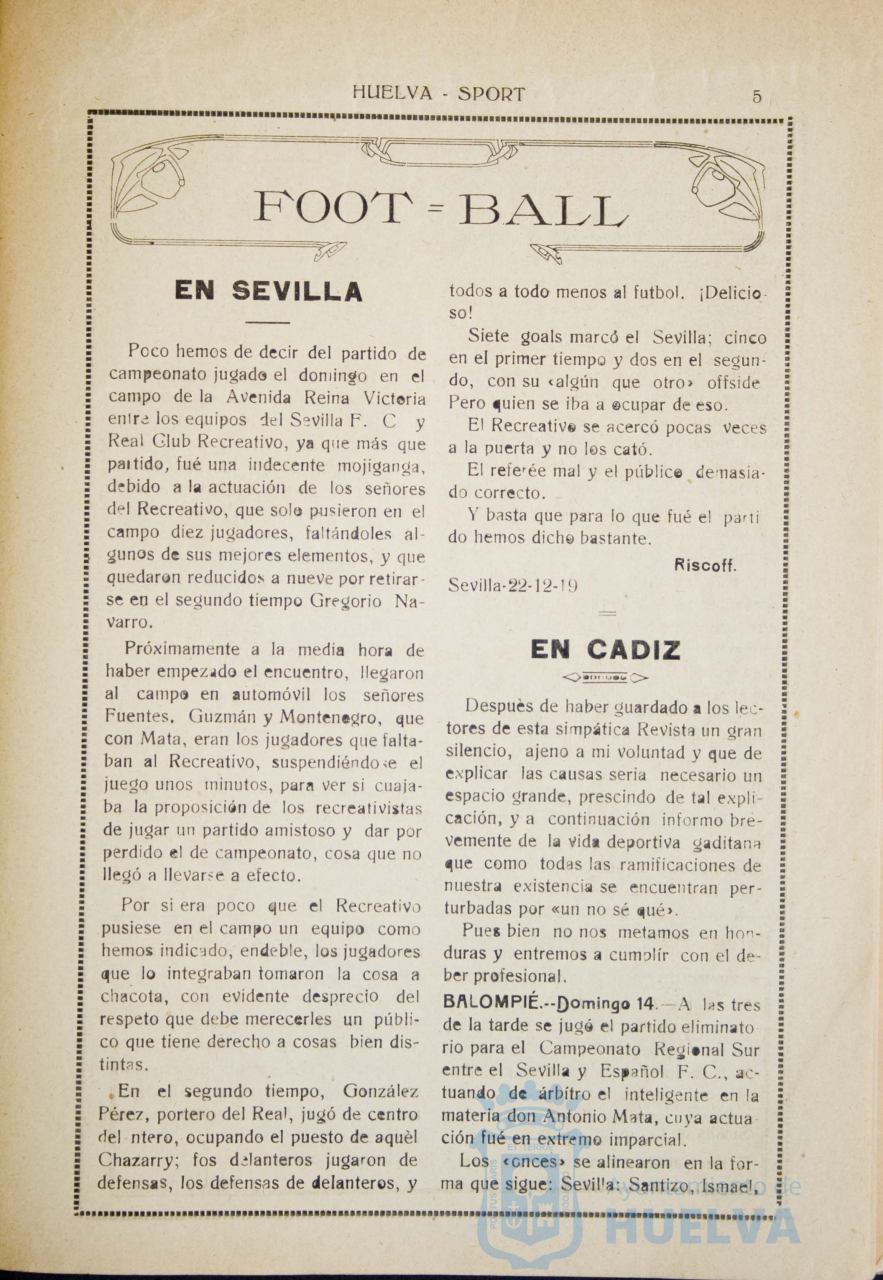 HUELVA - SPORT
5
FOOT = BALL
EN SEVILLA
Poco hemos de decir del partido de
campeonato jugado el domingo en el
campo de la Avenida Reina Victoria
entre los equipos del Sevilla F. C y
Real Club Recreativo, ya que más que
partido, fué una indecente mojiganga,
debido a la actuación de los señores
del Recreativo, que solo pusieron en el
campo diez jugadores, faltándoles al-
gunos de sus mejores elementos, y que
quedaron reducidos a nueve por retirar-
se en el segundo tiempo Gregorio Na-
varro.
Próximamente a la media hora de
haber empezado el encuentro, llegaron
al campo en automóvil los señores
Fuentes, Guzmán y Montenegro, que
con Mata, eran los jugadores que falta-
ban al Recreativo, suspendiéndose el
juego unos minutos, para ver si cuaja-
ba la proposición de los recreativistas
de jugar un partido amistoso y dar por
perdido el de campeonato, cosa que no
llegó a llevarse a efecto.
Por si era poco que el Recreativo
pusiese en el campo un equipo como
hemos indicado, endeble, los jugadores
que lo integraban tomaron la cosa a
chacota, con evidente desprecio del
respeto que debe merecerles un públi-
co que tiene derecho a cosas bien dis-
tintas.
En el segundo tiempo, González
Pérez, portero del Real, jugó de centro
del ntero, ocupando el puesto de aquèl
Chazarry; fos delanteros jugaron de
defensas, los defensas de delanteros, y
todos a todo menos al futbol. ¡Delicio-
so!
Siete goals marcó el Sevilla; cinco
en el primer tiempo y dos en el segun-
do, con su ‹algún que otro› offside
Pero quien se iba a ocupar de eso.
El Recreativo se acercó pocas veces
a la puerta y no los cató.
El referée mal y el público demasia-
do correcto.
Y basta que para lo que fué el parti
do hemos dicho bastante.
Riscoff.
Sevilla-22-12-19
EN CADIZ
Despuès de haber guardado a los lec-
tores de esta simpática Revista un gran
silencio, ajeno a mi voluntad y que de
explicar las causas seria necesario un
espacio grande, prescindo de tal expli-
cación, y a continuación informo bre-
vemente de la vida deportiva gaditana
que como todas las ramificaciones de
nuestra existencia se encuentran per-
turbadas por «un no sé qué›.
Pues bien no nos metamos en hon-
duras y entremos a cumplír con el de-
ber profesional.
BALOMPIÉ.--Domingo 14.—A las tres
de la tarde se jugó el partido eliminato
rio para el Campeonato Regional Sur
entre el Sevilla y Español F. C., ac-
tuando de árbítro el inteligente en la
materia don Antonio Mata, cuya actua
ción fué en extremo imparcial.
Los ‹onces› se alinearon en la for-
ma que sigue: Sevilla: Santizo, Ismael,
HUELVA